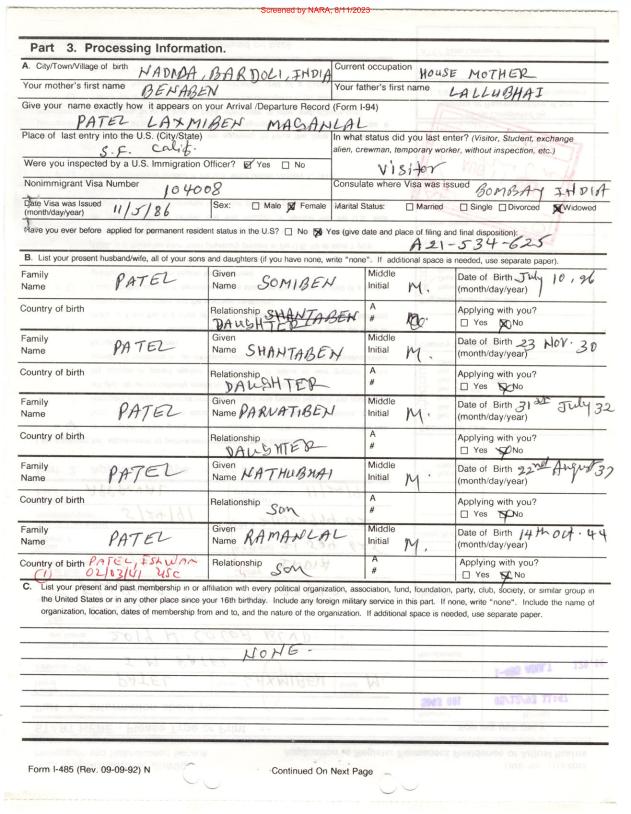 Screened by NARA, 8/11/2023
Part 3. Processing Information.
A. City/Town/Village of birth NADIDA, BARDOLI, INDIA
Current occupation HOUSE MOTHER
Your mother's first name BENABEN
Your father's first name LALLUBHAI
Give your name exactly how it appears on your Arrival /Departure Record (Form I-94)
PATEL LAXMIBEN MAGANLAL
Place of last entry into the U.S. (City/State)
S.F. Calif.
In what status did you last enter? (Visitor, Student, exchange
alien, crewman, temporary worker, without inspection, etc.)
Visitor
Were you inspected by a U.S. Immigration Officer? Yes No
Nonimmigrant Visa Number 104008
Consulate where Visa was issued BOMBAY INDIA
Date Visa was Issued
(month/day/year) 11/5/86
Sex: Male Female
Marital Status: Married Single Divorced Widowed
Have you ever before applied for permanent resident status in the U.S.? No Yes (give date and place of filing and final disposition):
A21-534-625
B. List your present husband/wife, all of your sons and daughters (if you have none, write "none". If additional space is needed, use separate paper).
Family Name PATEL
Given Name SOMIBEN
Middle Initial M.
Date of Birth July 10, 26
(month/day/year)
Country of birth
Relationship SHANTABEN
DAUGHTER
A #
Applying with you?
Yes No
Family Name PATEL
Given Name SHANTABEN
Middle Initial M.
Date of Birth 23 NOV. 30
(month/day/year)
Country of birth
Relationship DAUGHTER
A #
Applying with you?
Yes No
Family Name PATEL
Given Name PARVATIBEN
Middle Initial M.
Date of Birth 31st July 32
(month/day/year)
Country of birth
Relationship DAUGHTER
A #
Applying with you?
Yes No
Family Name PATEL
Given Name NATHUBHAI
Middle Initial M.
Date of Birth 22nd August 37
(month/day/year)
Country of birth
Relationship Son
A #
Applying with you?
Yes No
Family Name PATEL
Given Name RAMANLAL
Middle Initial M.
Date of Birth 14th Oct. 44
(month/day/year)
Country of birth PATEL, ISHWAR
(1) 02/03/41 USC
Relationship Son
A #
Applying with you?
Yes No
C. List your present and past membership in or affiliation with every political organization, association, fund, foundation, party, club, society, or similar group in
the United States or in any other place since your 16th birthday. Include any foreign military service in this part. If none, write "none". Include the name of
organization, location, dates of membership from and to, and the nature of the organization. If additional space is needed, use separate paper.
NONE -
Form I-485 (Rev. 09-09-92) N
Continued On Next Page